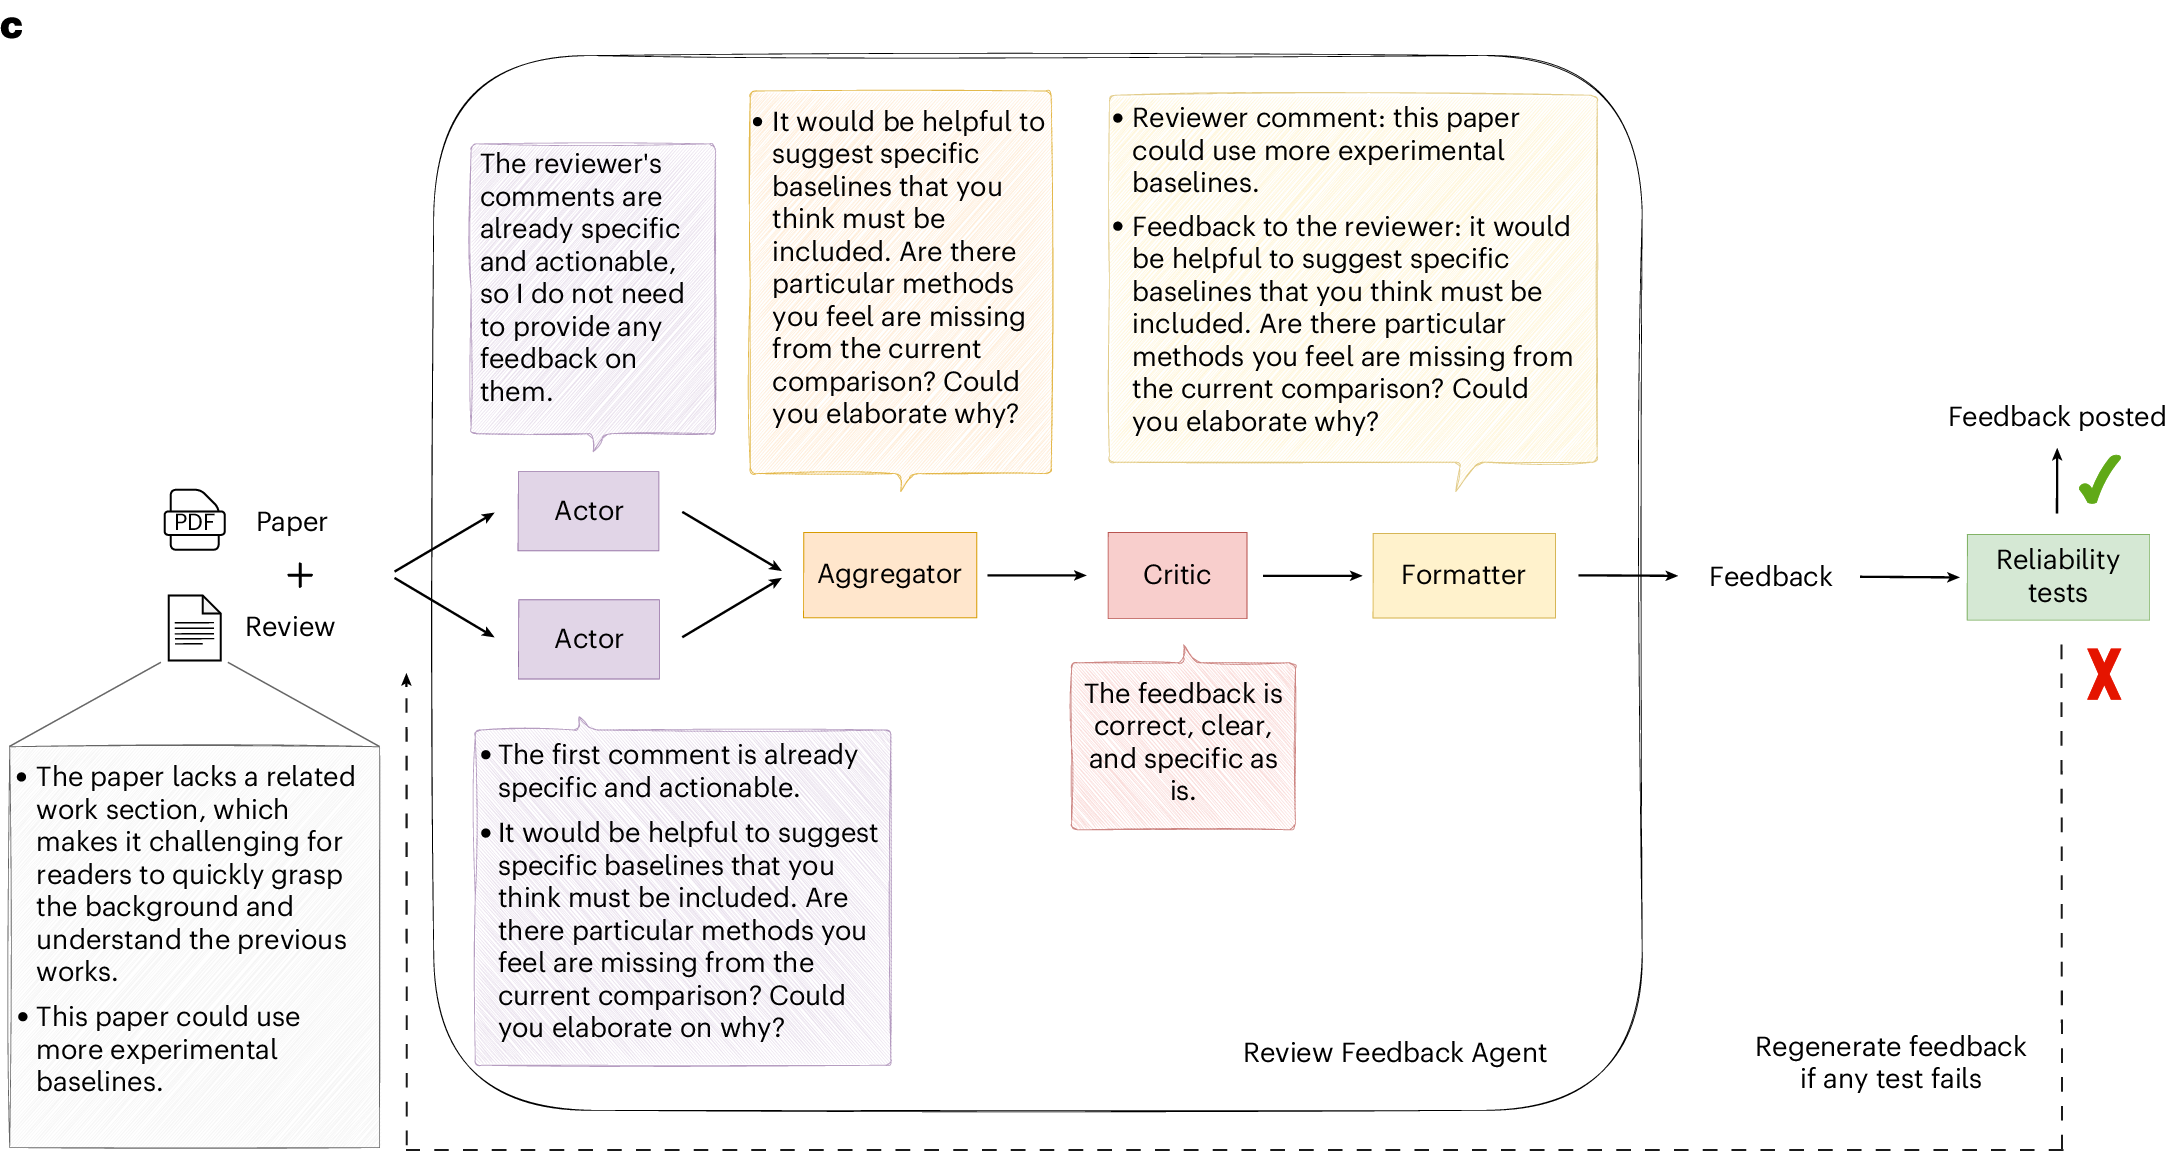 c
The reviewer's
comments are
already specific
and actionable,
so I do not need
to provide any
feedback on
them.
• It would be helpful to
suggest specific
baselines that you
think must be
included. Are there
particular methods
you feel are missing
from the current
comparison? Could
you elaborate why?
• Reviewer comment: this paper
could use more experimental
baselines.
• Feedback to the reviewer: it would
be helpful to suggest specific
baselines that you think must be
included. Are there particular
methods you feel are missing from
the current comparison? Could
you elaborate why?
PDF
Paper
+
Review
Actor
Actor
Aggregator
Critic
Formatter
Feedback
Reliability
tests
Feedback posted
• The paper lacks a related
work section, which
makes it challenging for
readers to quickly grasp
the background and
understand the previous
works.
• This paper could use
more experimental
baselines.
• The first comment is already
specific and actionable.
• It would be helpful to suggest
specific baselines that you
think must be included. Are
there particular methods you
feel are missing from the
current comparison? Could
you elaborate on why?
The feedback is
correct, clear,
and specific as
is.
Review Feedback Agent
X
Regenerate feedback
if any test fails